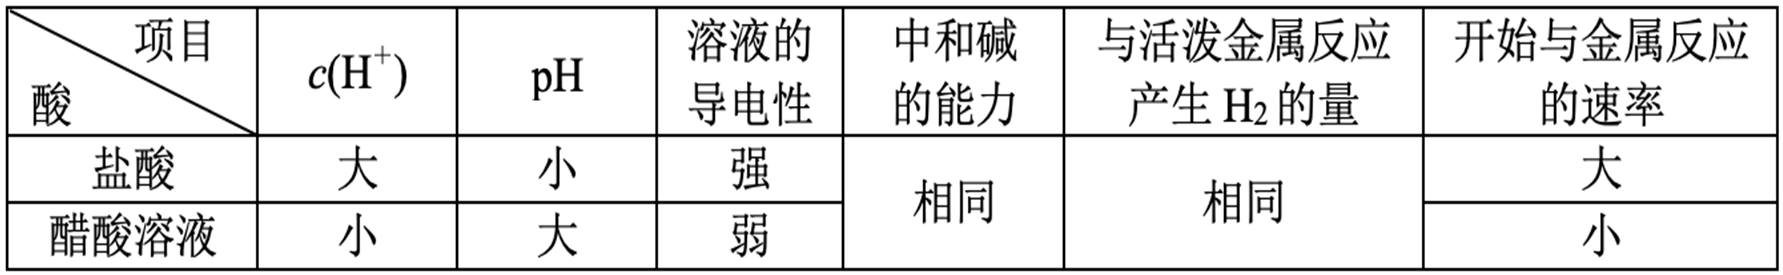 项目
酸
c(H⁺)
pH
溶液的
导电性
中和碱
的能力
与活泼金属反应
产生 H₂ 的量
开始与金属反应
的速率
盐酸
大
小
强
相同
相同
大
醋酸溶液
小
大
弱
小